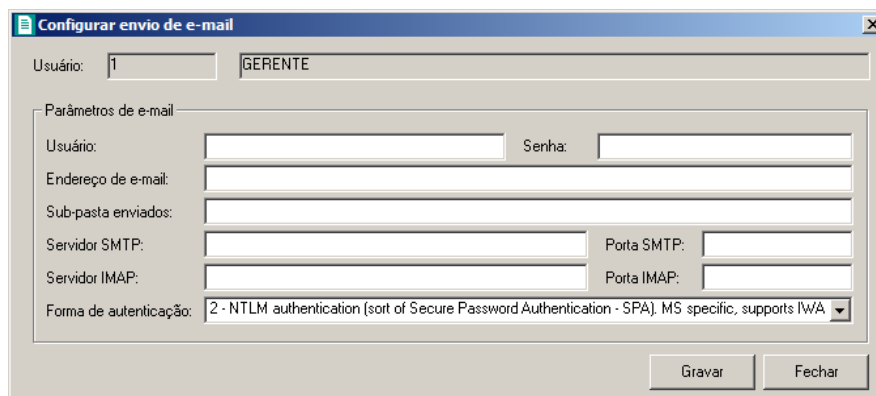 Configurar envio de e-mail
Usuário: 1 GERENTE
Parâmetros de e-mail
Usuário: Senha:
Endereço de e-mail:
Sub-pasta enviados:
Servidor SMTP: Porta SMTP:
Servidor IMAP: Porta IMAP:
Forma de autenticação: 2 - NTLM authentication (sort of Secure Password Authentication - SPA). MS specific, supports IWA
Gravar Fechar